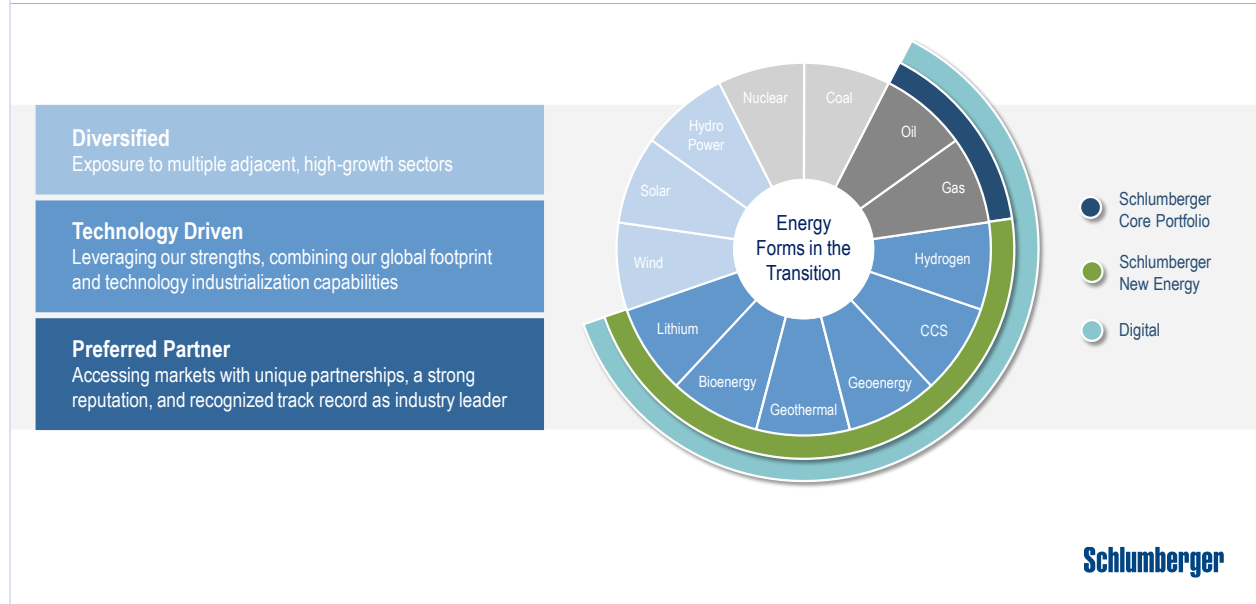 Diversified
Exposure to multiple adjacent, high-growth sectors
Technology Driven
Leveraging our strengths, combining our global footprint
and technology industrialization capabilities
Preferred Partner
Accessing markets with unique partnerships, a strong
reputation, and recognized track record as industry leader
Nuclear
Coal
Hydro
Power
Oil
Solar
Gas
Wind
Energy
Forms in the
Transition
Hydrogen
Lithium
CCS
Bioenergy
Geoenergy
Geothermal
Schlumberger
Core Portfolio
Schlumberger
New Energy
Digital
Schlumberger